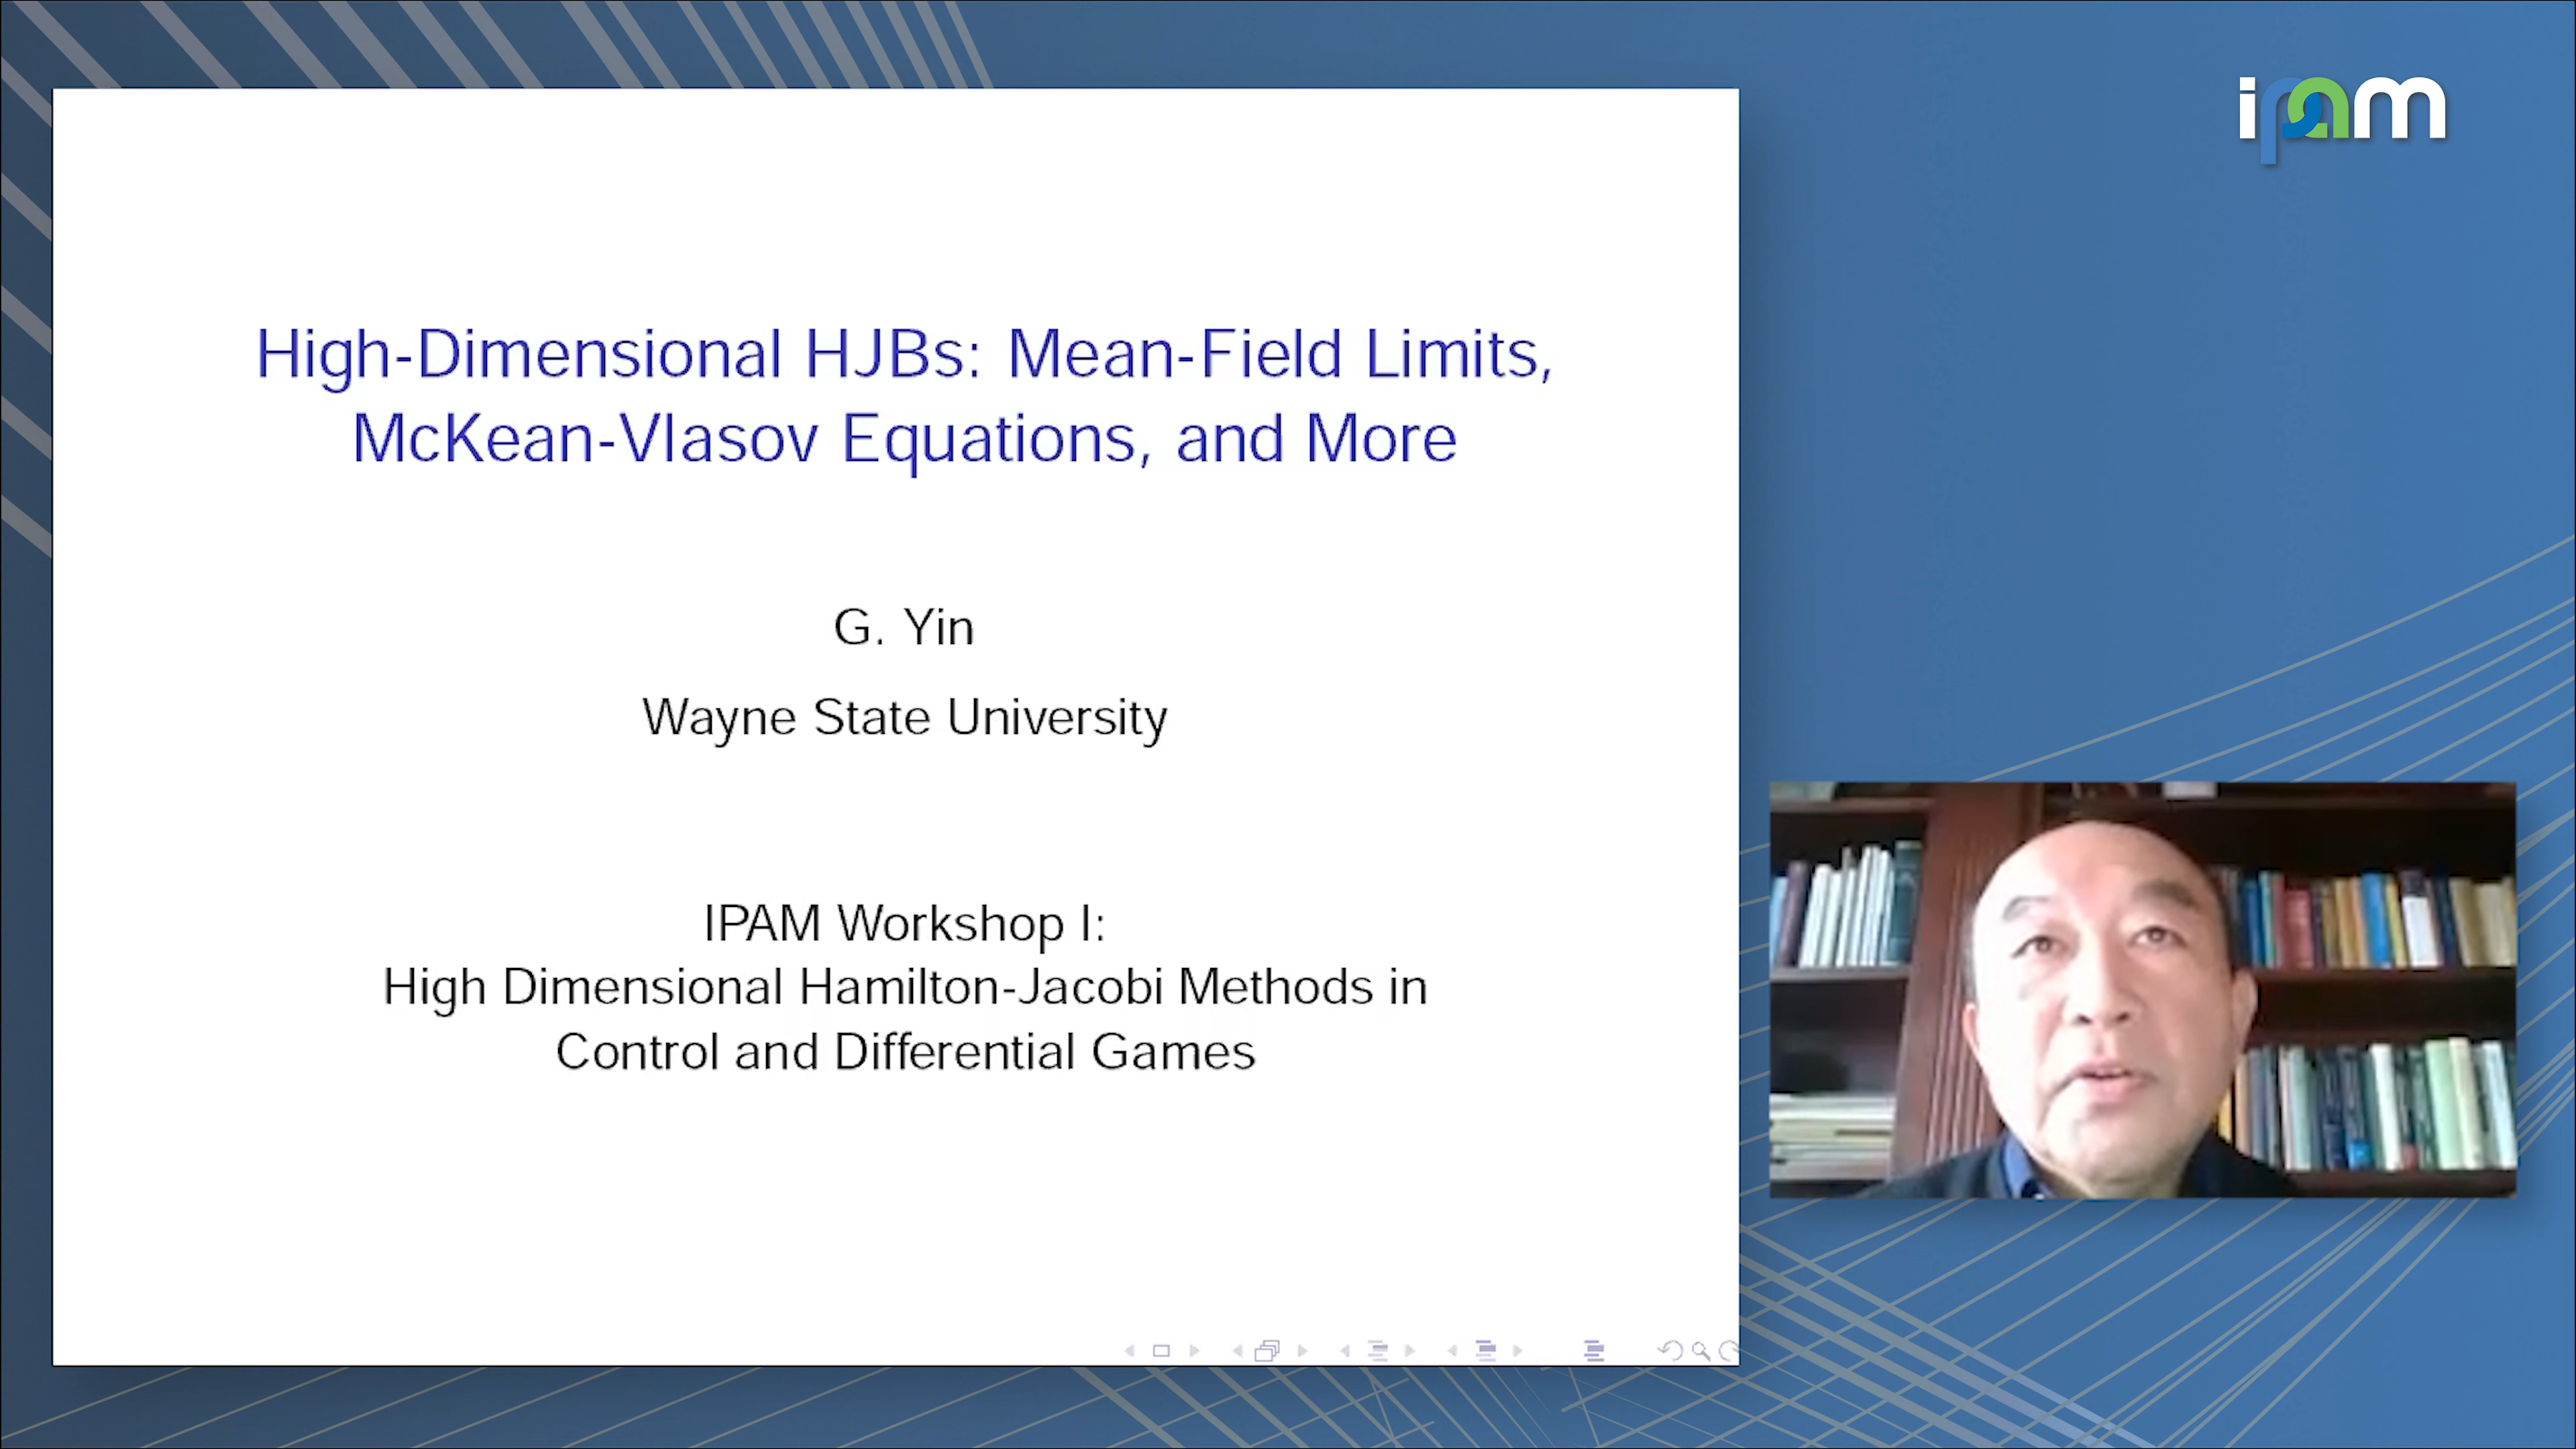 ipam
High-Dimensional HJBs: Mean-Field Limits,
McKean-Vlasov Equations, and More
G. Yin
Wayne State University
IPAM Workshop I:
High Dimensional Hamilton-Jacobi Methods in
Control and Differential Games